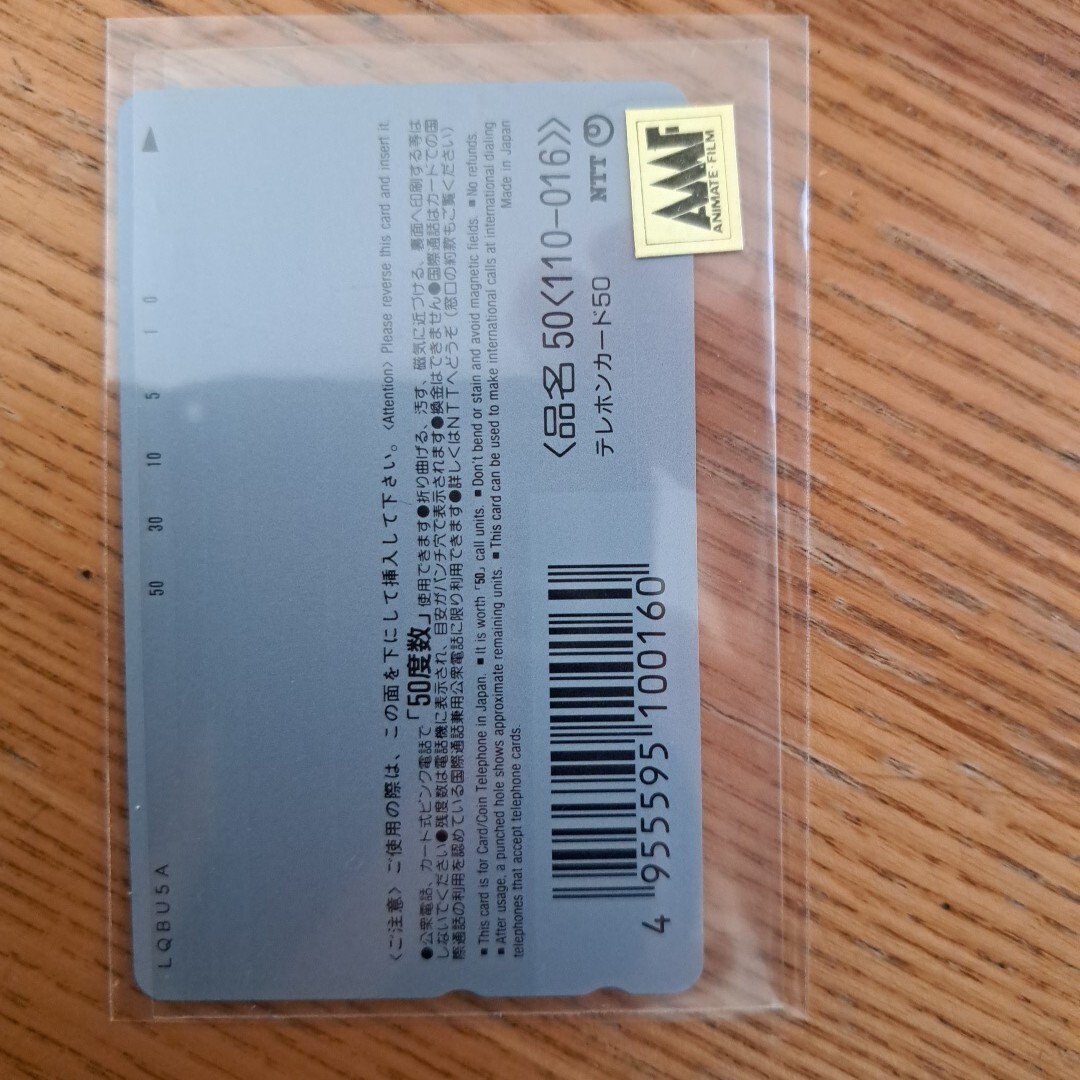 LQBU5A
50 30 10 5 1 0
〈ご注意〉ご使用の際は、この面を下にして挿入して下さい。〈Attention〉Please reverse this card and insert it.
●公衆電話、カード式ピンク電話で「50度数」使用できます●折り曲げる、汚す、磁気に近づける、裏面へ印刷する等は
しないでください●残度数は電話機に表示され、目安がパンチ穴で表示されます●換金はできません●国際通話はカードでの国
際通話の利用を認めている国際通話兼用公衆電話に限り利用できます●詳しくはNTTへどうぞ（窓口の約款もご覧ください）
■This card is for Card/Coin Telephone in Japan. ■It is worth「50」call units. ■Don't bend or stain and avoid magnetic fields. ■No refunds.
■After usage, a punched hole shows approximate remaining units. ■This card can be used to make international calls at international dialing
telephones that accept telephone cards. Made in Japan
〈品名 50〈110-016〉〉
テレホンカード50
NTT
4 955595 100160
AMF
ANIMATE·FILM